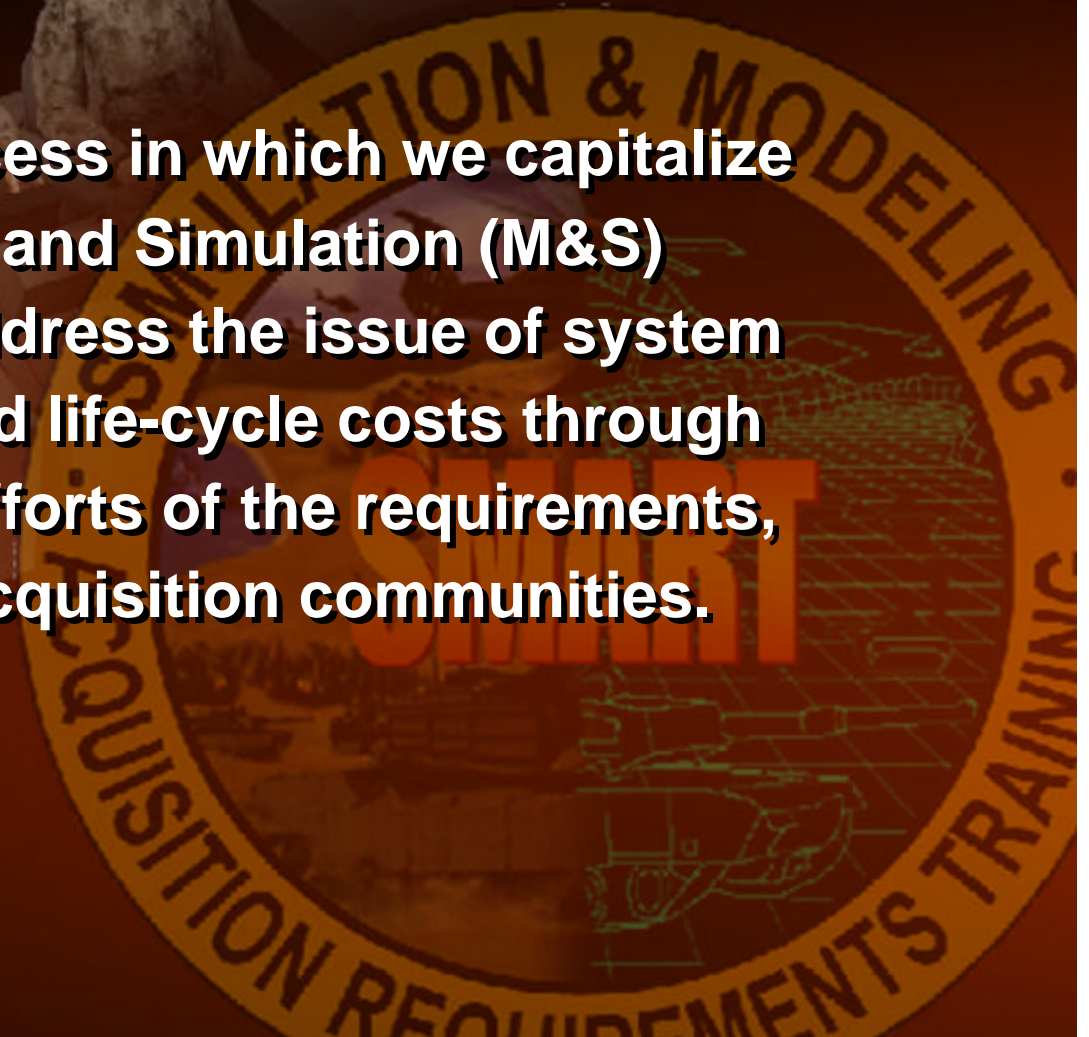 cess in which we capitalize
and Simulation (M&S)
dress the issue of system
d life-cycle costs through
fforts of the requirements,
cquisition communities.
SIMULATION & MODELING
SMART
ACQUISITION REQUIREMENTS TRAINING